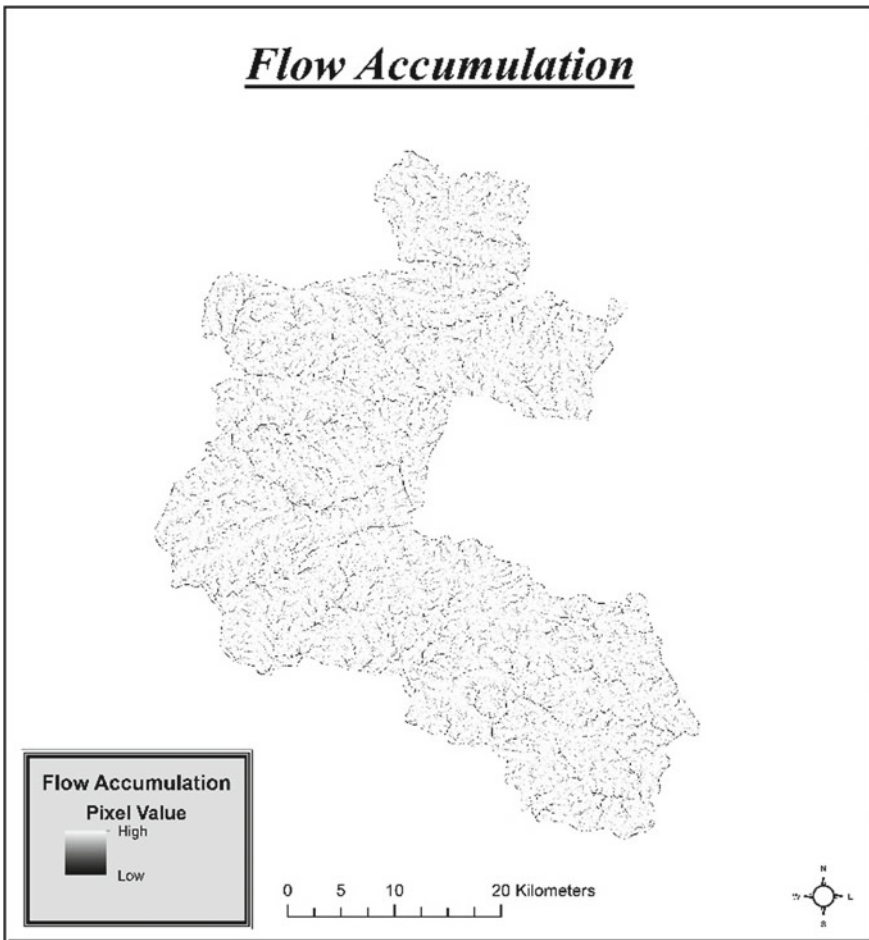 Flow Accumulation
Flow Accumulation
Pixel Value
High
Low
0 5 10 20 Kilometers
N
W
S